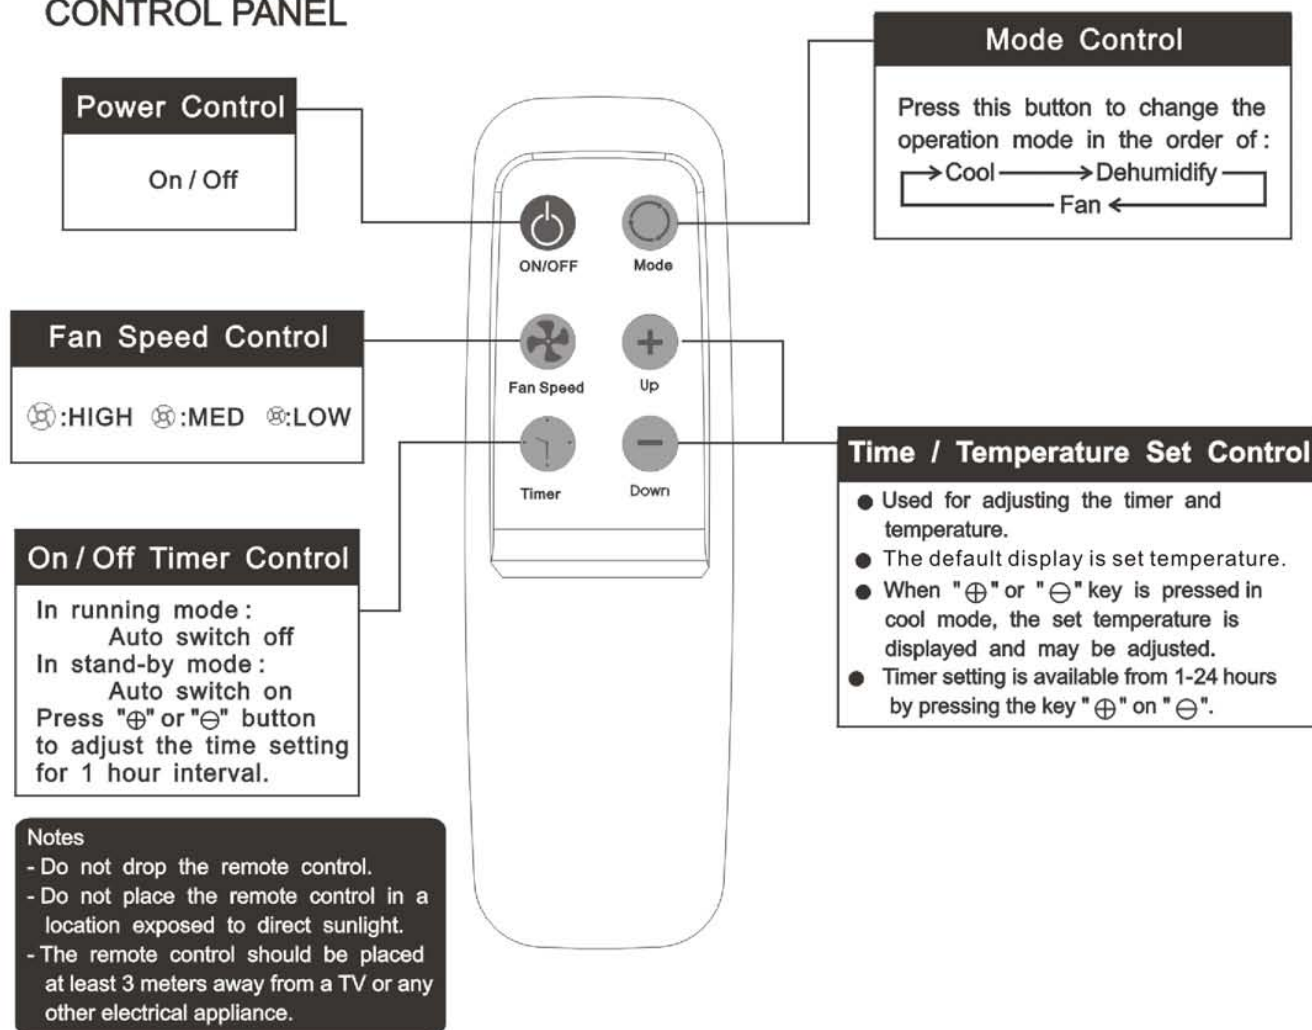 CONTROL PANEL
Power Control
On / Off
Fan Speed Control
:HIGH :MED :LOW
On / Off Timer Control
In running mode :
Auto switch off
In stand-by mode :
Auto switch on
Press "⊕" or "⊖" button
to adjust the time setting
for 1 hour interval.
Notes
- Do not drop the remote control.
- Do not place the remote control in a
location exposed to direct sunlight.
- The remote control should be placed
at least 3 meters away from a TV or any
other electrical appliance.
ON/OFF
Mode
Fan Speed
Up
Timer
Down
Mode Control
Press this button to change the
operation mode in the order of :
Cool Dehumidify
Fan
Time / Temperature Set Control
● Used for adjusting the timer and
temperature.
● The default display is set temperature.
● When "⊕" or "⊖" key is pressed in
cool mode, the set temperature is
displayed and may be adjusted.
● Timer setting is available from 1-24 hours
by pressing the key "⊕" on "⊖".